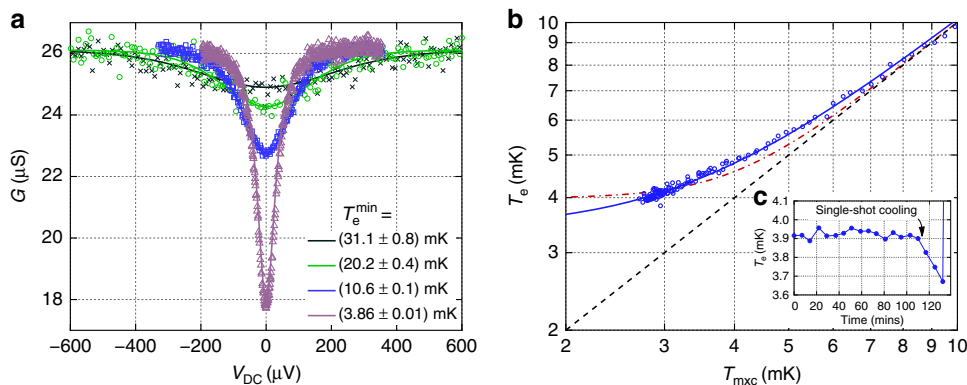 a
G (μS)
26
24
22
20
18
T_e^min =
(31.1 ± 0.8) mK
(20.2 ± 0.4) mK
(10.6 ± 0.1) mK
(3.86 ± 0.01) mK
−600 −400 −200 0 200 400 600
V_DC (μV)
b
T_e (mK)
10
9
8
7
6
5
4
3
2
2 3 4 5 6 7 8 9 10
T_mxc (mK)
c
Single-shot cooling
T_e (mK)
4.1
4.0
3.9
3.8
3.7
3.6
0 20 40 60 80 100 120
Time (mins)